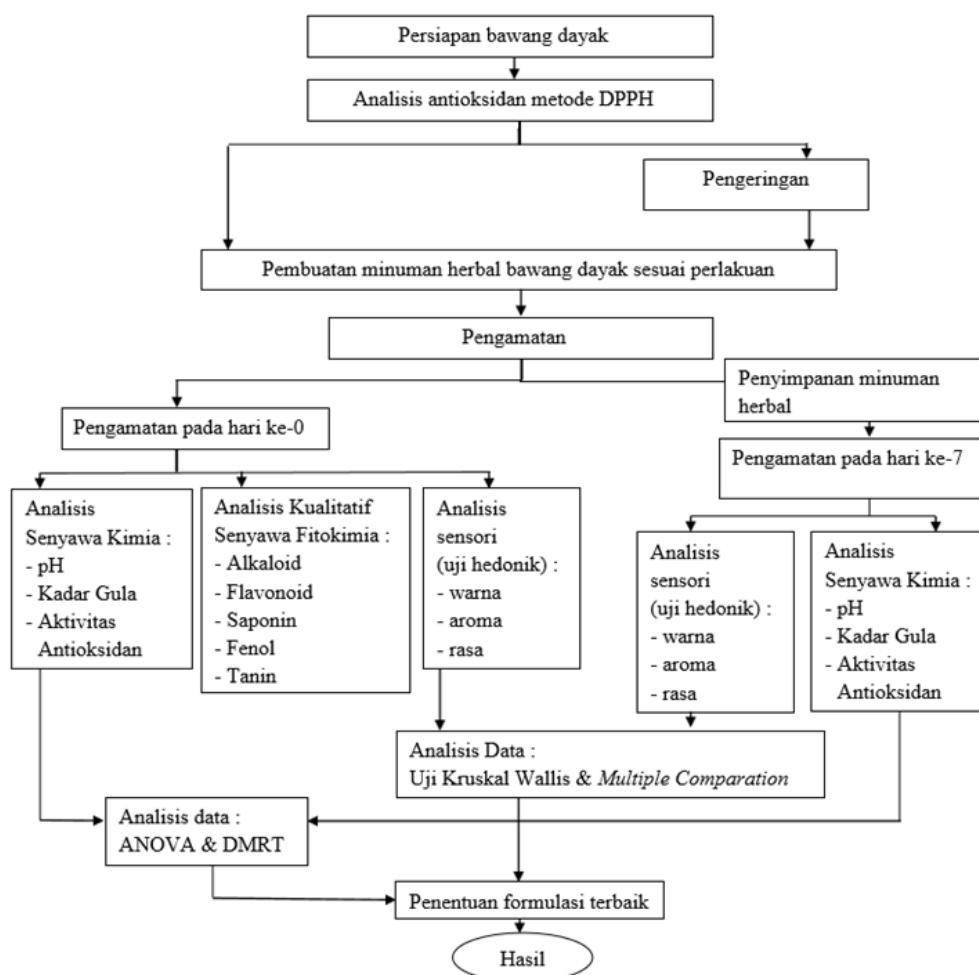 Persiapan bawang dayak
Analisis antioksidan metode DPPH
Pengeringan
Pembuatan minuman herbal bawang dayak sesuai perlakuan
Pengamatan
Penyimpanan minuman
herbal
Pengamatan pada hari ke-0
Pengamatan pada hari ke-7
Analisis
Senyawa Kimia :
- pH
- Kadar Gula
- Aktivitas
Antioksidan
Analisis Kualitatif
Senyawa Fitokimia :
- Alkaloid
- Flavonoid
- Saponin
- Fenol
- Tanin
Analisis
sensori
(uji hedonik) :
- warna
- aroma
- rasa
Analisis
sensori
(uji hedonik) :
- warna
- aroma
- rasa
Analisis
Senyawa Kimia :
- pH
- Kadar Gula
- Aktivitas
Antioksidan
Analisis Data :
Uji Kruskal Wallis & Multiple Comparation
Analisis data :
ANOVA & DMRT
Penentuan formulasi terbaik
Hasil